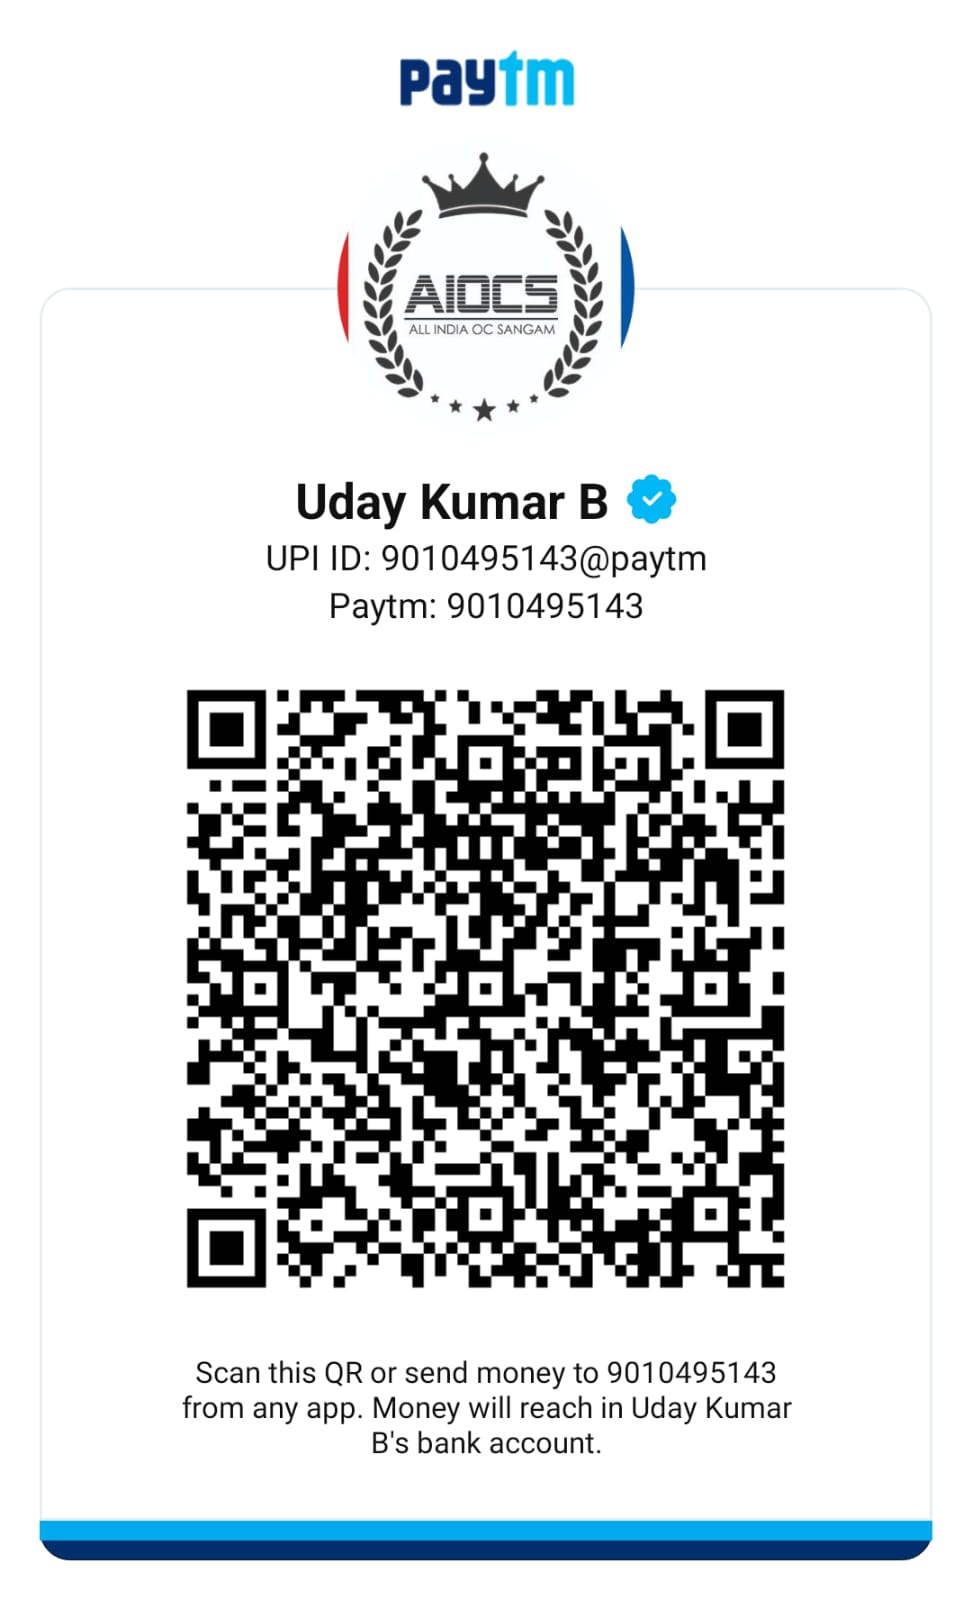 paytm
AIOCS
ALL INDIA OC SANGAM
Uday Kumar B
UPI ID: 9010495143@paytm
Paytm: 9010495143
Scan this QR or send money to 9010495143
from any app. Money will reach in Uday Kumar
B's bank account.